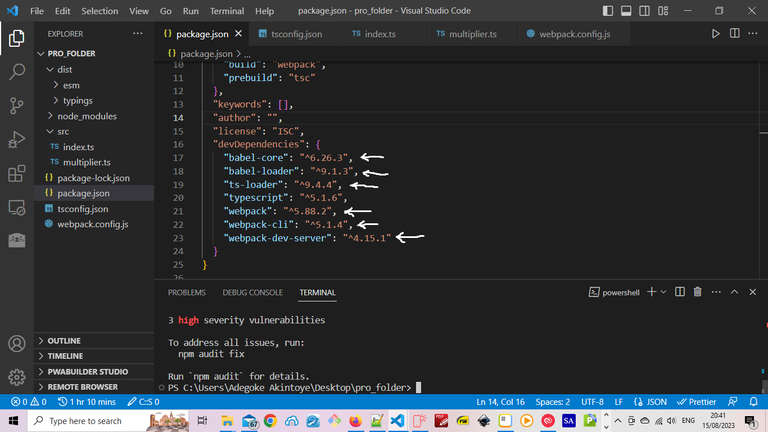 File Edit Selection View Go Run Terminal Help package.json - pro_folder - Visual Studio Code
EXPLORER
PRO_FOLDER
dist
esm
typings
node_modules
src
TS index.ts
TS multiplier.ts
{} package-lock.json
{} package.json
tsconfig.json
webpack.config.js
OUTLINE
TIMELINE
PWABUILDER STUDIO
REMOTE BROWSER
{} package.json tsconfig.json TS index.ts TS multiplier.ts webpack.config.js
{} package.json > ...
10 "build": "webpack",
11 "prebuild": "tsc"
12 },
13 "keywords": [],
14 "author": "",
15 "license": "ISC",
16 "devDependencies": {
17 "babel-core": "^6.26.3",
18 "babel-loader": "^9.1.3",
19 "ts-loader": "^9.4.4",
20 "typescript": "^5.1.6",
21 "webpack": "^5.88.2",
22 "webpack-cli": "^5.1.4",
23 "webpack-dev-server": "^4.15.1"
24 }
25 }
26
PROBLEMS DEBUG CONSOLE TERMINAL
powershell
3 high severity vulnerabilities
To address all issues, run:
npm audit fix
Run `npm audit` for details.
PS C:\Users\Adegoke Akintoye\Desktop\pro_folder>
0 0 1 hr 10 mins C:S 0 Ln 14, Col 16 Spaces: 2 UTF-8 LF {} JSON Prettier
Type here to search
67
SA
ENG
20:41
15/08/2023